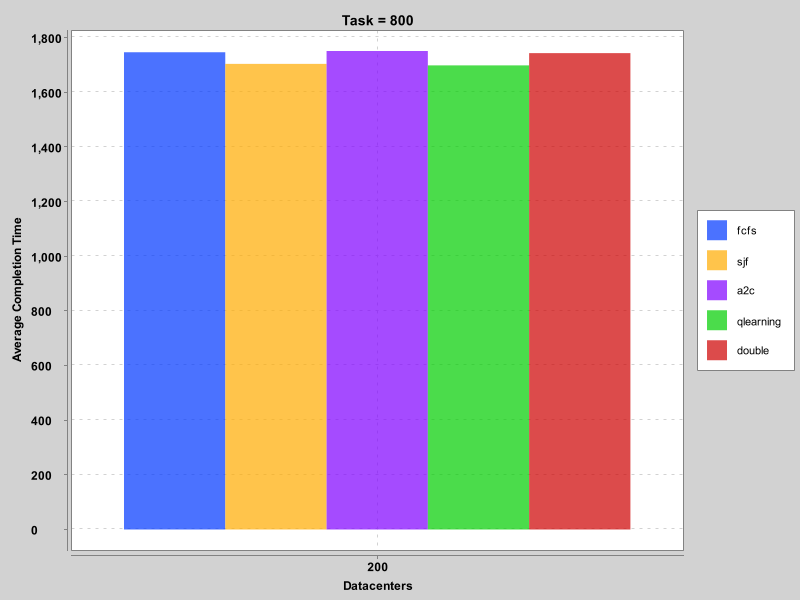 Task = 800
Average Completion Time
1,800
1,600
1,400
1,200
1,000
800
600
400
200
0
200
Datacenters
fcfs
sjf
a2c
qlearning
double